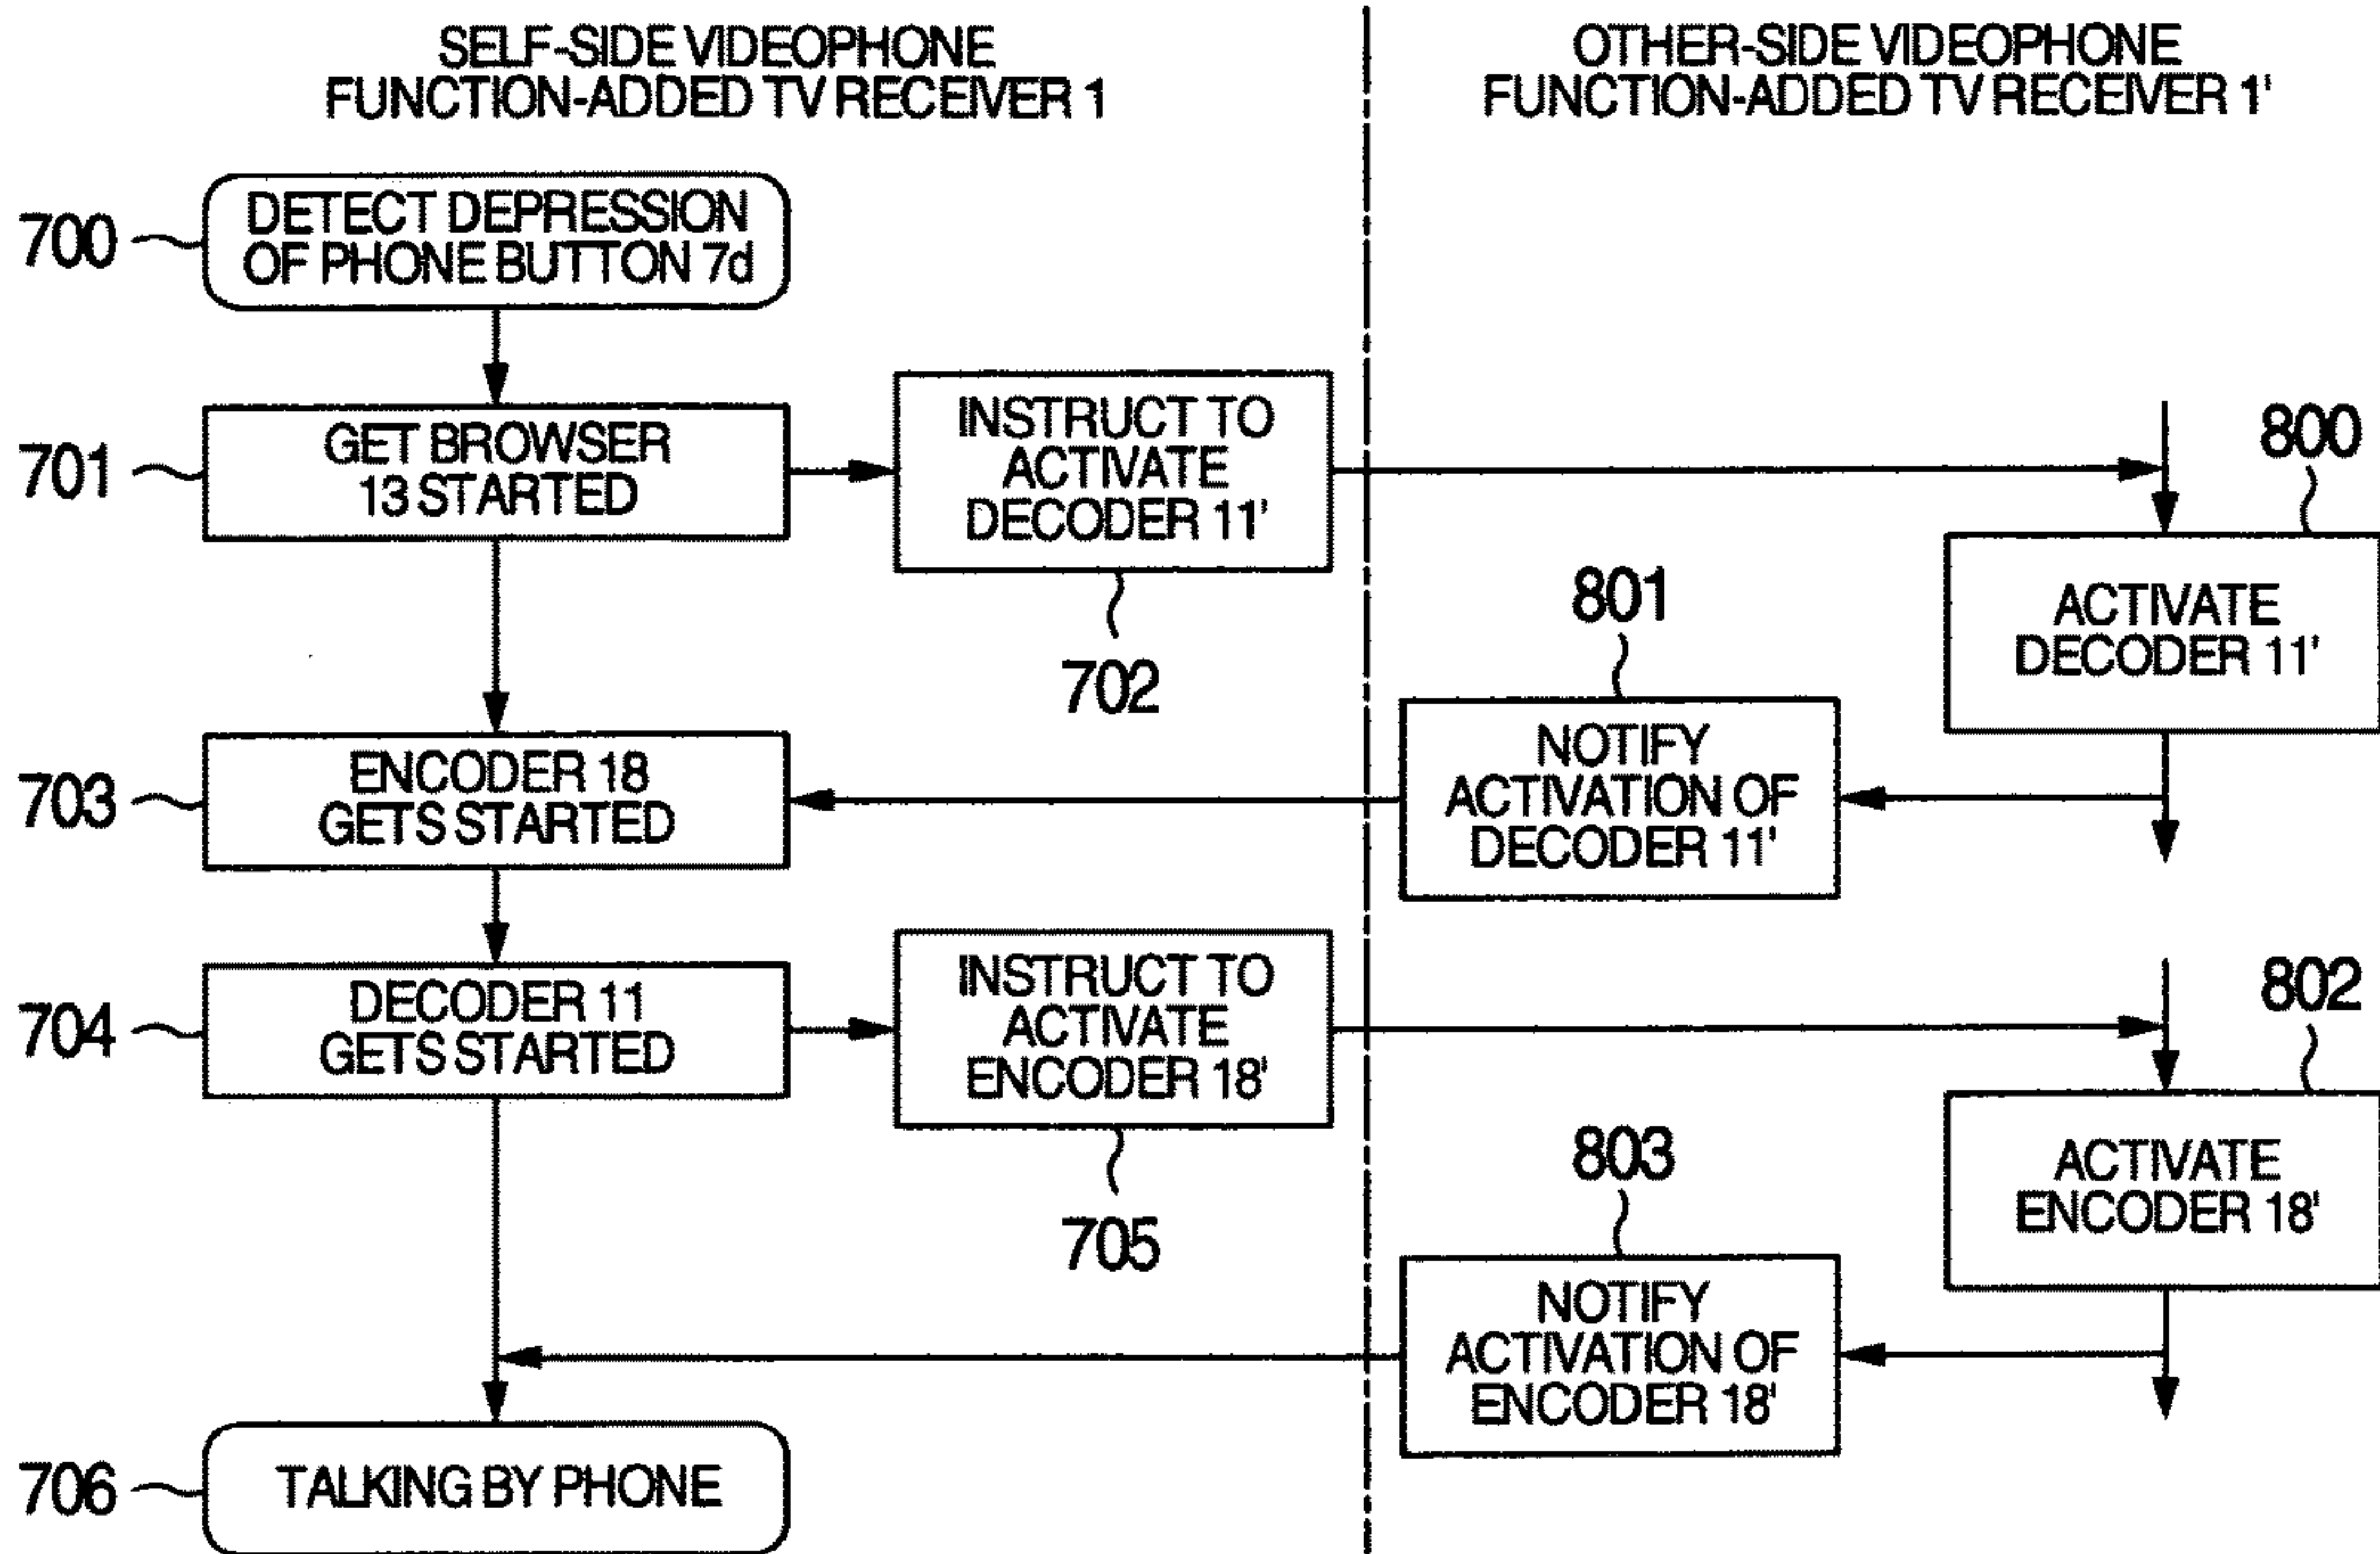 SELF-SIDE VIDEOPHONE
FUNCTION-ADDED TV RECEIVER 1
OTHER-SIDE VIDEOPHONE
FUNCTION-ADDED TV RECEIVER 1'
700
DETECT DEPRESSION
OF PHONE BUTTON 7d
701
GET BROWSER
13 STARTED
INSTRUCT TO
ACTIVATE
DECODER 11'
702
800
ACTIVATE
DECODER 11'
801
NOTIFY
ACTIVATION OF
DECODER 11'
703
ENCODER 18
GETS STARTED
704
DECODER 11
GETS STARTED
INSTRUCT TO
ACTIVATE
ENCODER 18'
705
802
ACTIVATE
ENCODER 18'
803
NOTIFY
ACTIVATION OF
ENCODER 18'
706
TALKING BY PHONE